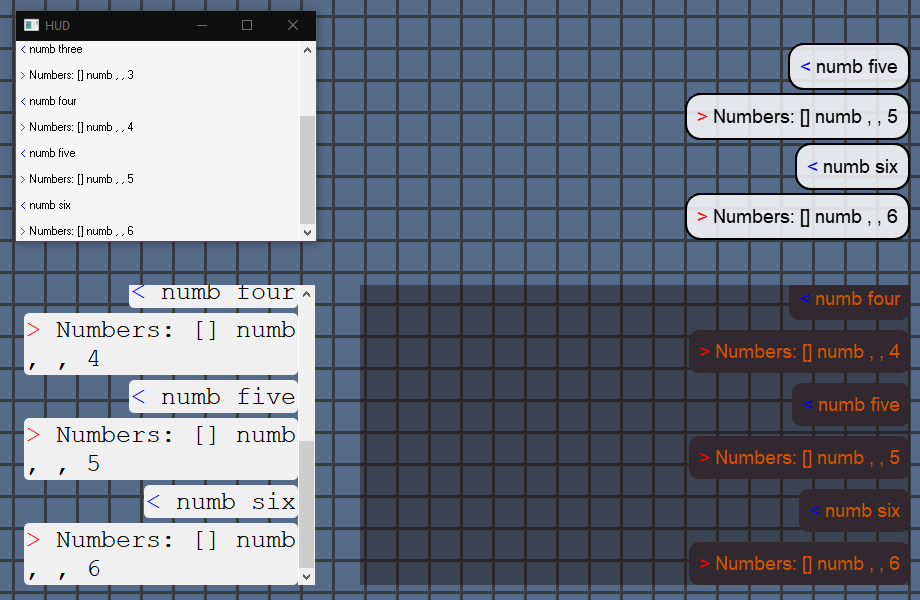 HUD
< numb three
> Numbers: [] numb , , 3
< numb four
> Numbers: [] numb , , 4
< numb five
> Numbers: [] numb , , 5
< numb six
> Numbers: [] numb , , 6
< numb five
> Numbers: [] numb , , 5
< numb six
> Numbers: [] numb , , 6
< numb four
> Numbers: [] numb
, , 4
< numb five
> Numbers: [] numb
, , 5
< numb six
> Numbers: [] numb
, , 6
< numb four
> Numbers: [] numb , , 4
< numb five
> Numbers: [] numb , , 5
< numb six
> Numbers: [] numb , , 6